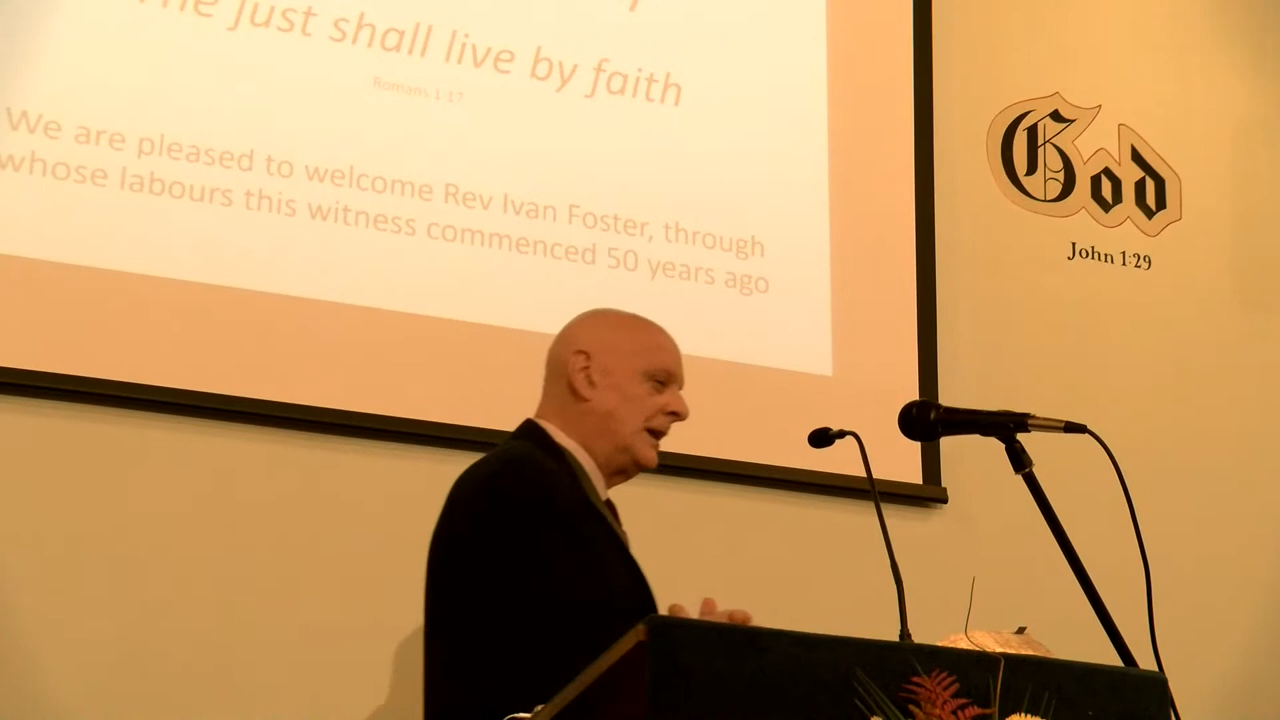 The just shall live by faith
Romans 1:17
We are pleased to welcome Rev Ivan Foster, through
whose labours this witness commenced 50 years ago
God
John 1:29